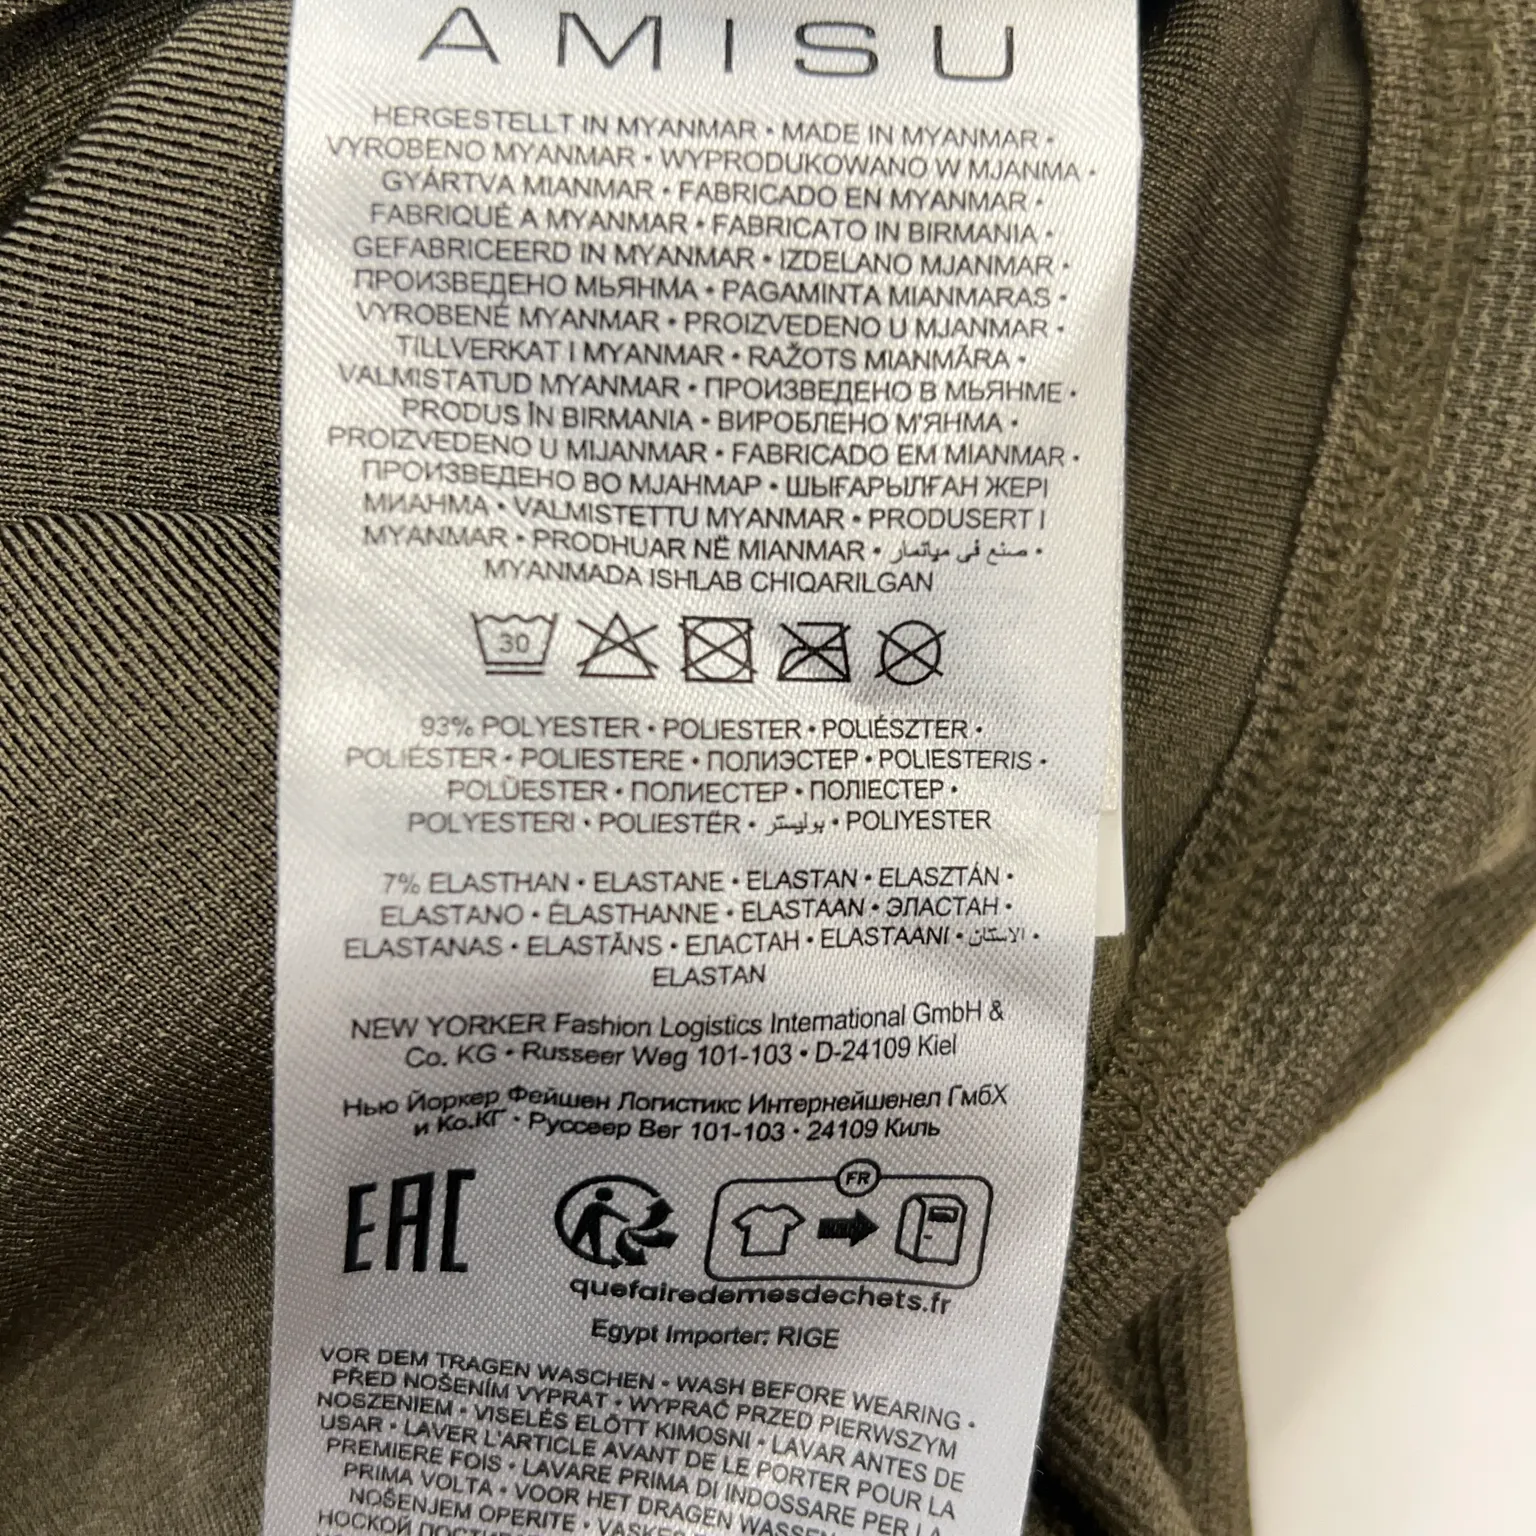 AMISU
HERGESTELLT IN MYANMAR • MADE IN MYANMAR •
VYROBENO MYANMAR • WYPRODUKOWANO W MJANMA •
GYÁRTVA MIANMAR • FABRICADO EN MYANMAR •
FABRIQUÉ A MYANMAR • FABRICATO IN BIRMANIA •
GEFABRICEERD IN MYANMAR • IZDELANO MJANMAR •
ПРОИЗВЕДЕНО МЬЯНМА • PAGAMINTA MIANMARAS •
VYROBENÉ MYANMAR • PROIZVEDENO U MJANMAR •
TILLVERKAT I MYANMAR • RAŽOTS MIANMĀRA •
VALMISTATUD MYANMAR • ПРОИЗВЕДЕНО В МЬЯНМЕ •
PRODUS ÎN BIRMANIA • ВИРОБЛЕНО М'ЯНМА •
PROIZVEDENO U MIJANMAR • FABRICADO EM MIANMAR •
ПРОИЗВЕДЕНО ВО МЈАНМАР • ШЫҒАРЫЛҒАН ЖЕРІ
МИАНМА • VALMISTETTU MYANMAR • PRODUSERT I
MYANMAR • PRODHUAR NË MIANMAR • صنع في ميانمار •
MYANMADA ISHLAB CHIQARILGAN
30
93% POLYESTER • POLIESTER • POLIÉSZTER •
POLIÉSTER • POLIESTERE • ПОЛИЭСТЕР • POLIESTERIS •
POLÜESTER • ПОЛИЕСТЕР • ПОЛІЕСТЕР •
POLYESTERI • POLIESTËR • بوليستر • POLIYESTER
7% ELASTHAN • ELASTANE • ELASTAN • ELASZTÁN •
ELASTANO • ÉLASTHANNE • ELASTAAN • ЭЛАСТАН •
ELASTANAS • ELASTĀNS • ЕЛАСТАН • ELASTAANI • الاستان •
ELASTAN
NEW YORKER Fashion Logistics International GmbH &
Co. KG • Russeer Weg 101-103 • D-24109 Kiel
Нью Йоркер Фейшен Логистикс Интернейшенел ГмбХ
и Ко.КГ • Руссеер Вег 101-103 • 24109 Киль
EAC
FR
quefairedemesdechets.fr
Egypt Importer: RIGE
VOR DEM TRAGEN WASCHEN • WASH BEFORE WEARING •
PŘED NOŠENÍM VYPRAT • WYPRAĆ PRZED PIERWSZYM
NOSZENIEM • VISELÉS ELŐTT KIMOSNI • LAVAR ANTES DE
USAR • LAVER L'ARTICLE AVANT DE LE PORTER POUR LA
PREMIERE FOIS • LAVARE PRIMA DI INDOSSARE PER LA
PRIMA VOLTA • VOOR HET DRAGEN WASSEN
NOŠENJEM OPERITE •
НОСКОЙ